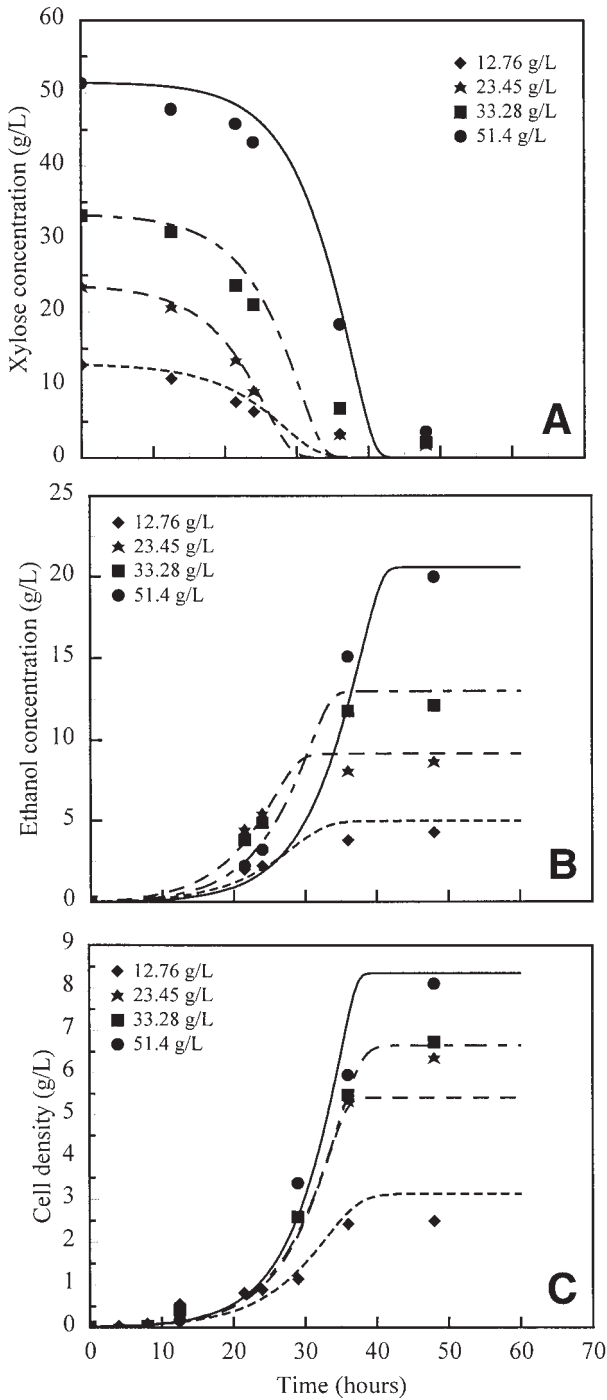 60
50
40
30
20
10
0
Xylose concentration (g/L)
12.76 g/L
23.45 g/L
33.28 g/L
51.4 g/L
A
70
25
20
15
10
5
0
Ethanol concentration (g/L)
12.76 g/L
23.45 g/L
33.28 g/L
51.4 g/L
B
9
8
7
6
5
4
3
2
1
0
Cell density (g/L)
12.76 g/L
23.45 g/L
33.28 g/L
51.4 g/L
C
0 10 20 30 40 50 60 70
Time (hours)